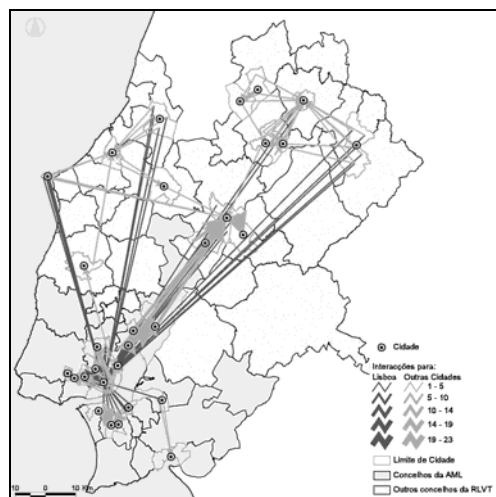 Cidade
Interacções para:
Lisboa Outras Cidades
1 - 5
5 - 10
10 - 14
14 - 19
19 - 23
Limite de Cidade
Concelhos da AML
Outros concelhos da RLVT
10 0 10 Km